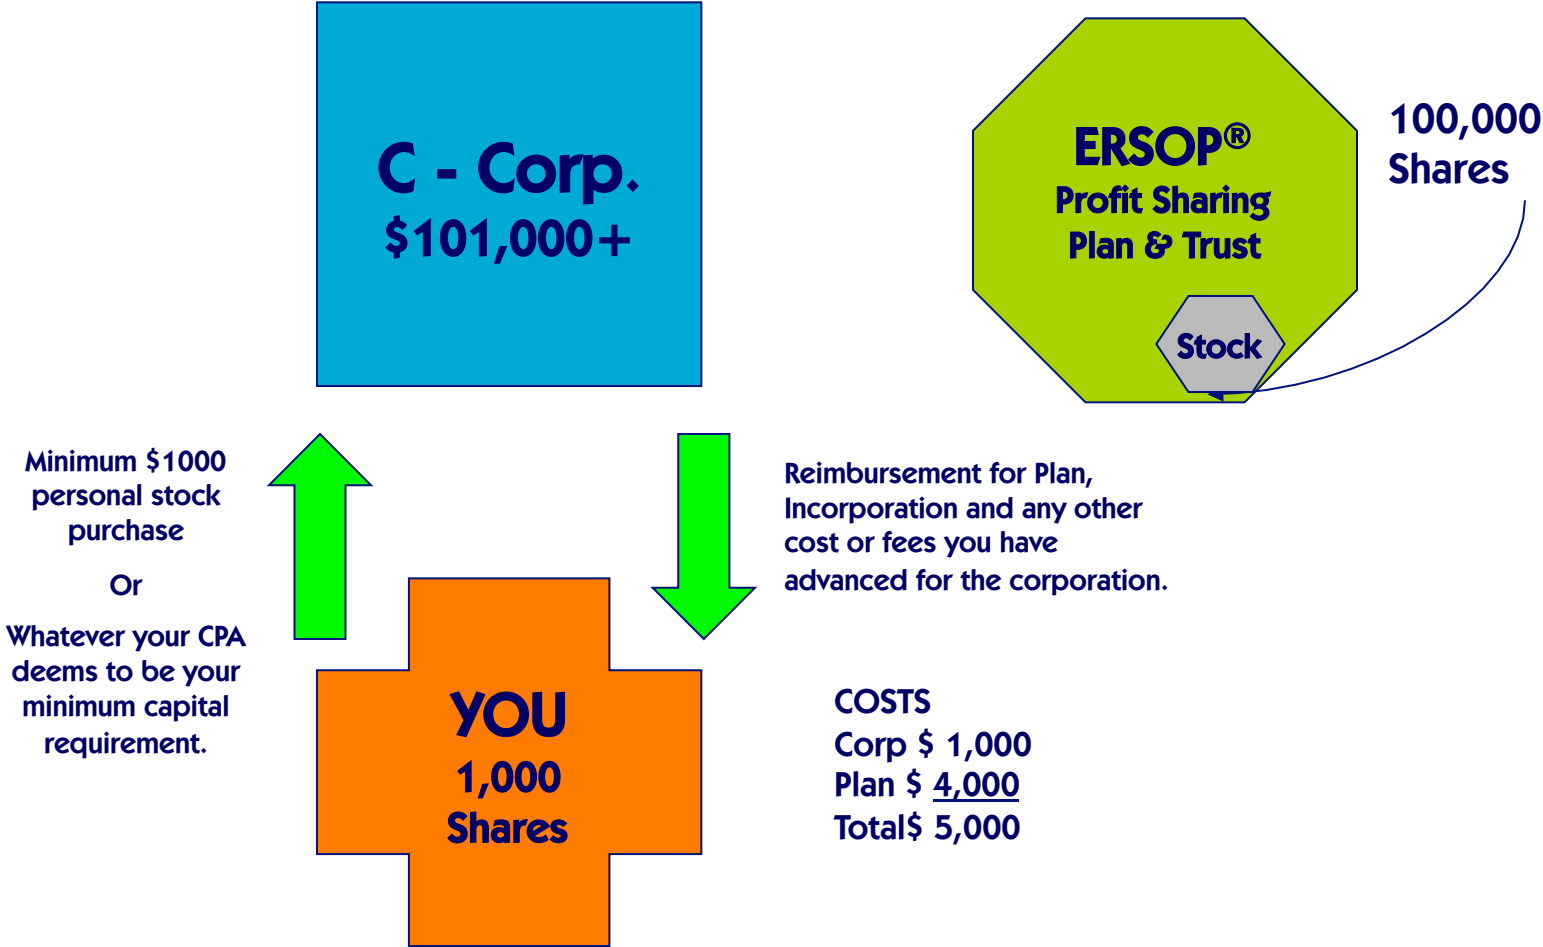 C - Corp.
$101,000+
ERSOP®
Profit Sharing
Plan & Trust
Stock
100,000
Shares
Minimum $1000
personal stock
purchase
Or
Whatever your CPA
deems to be your
minimum capital
requirement.
Reimbursement for Plan,
Incorporation and any other
cost or fees you have
advanced for the corporation.
YOU
1,000
Shares
COSTS
Corp $ 1,000
Plan $ 4,000
Total$ 5,000